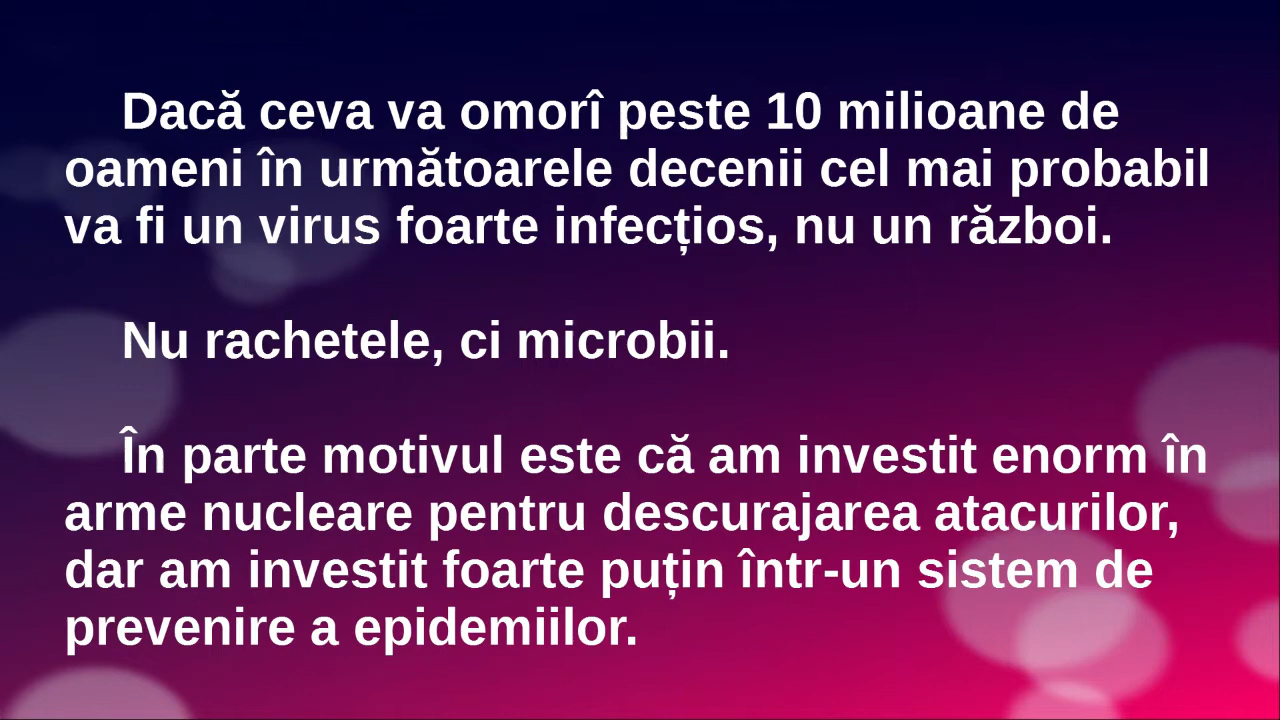 Dacă ceva va omorî peste 10 milioane de
oameni în următoarele decenii cel mai probabil
va fi un virus foarte infecțios, nu un război.
Nu rachetele, ci microbii.
În parte motivul este că am investit enorm în
arme nucleare pentru descurajarea atacurilor,
dar am investit foarte puțin într-un sistem de
prevenire a epidemiilor.